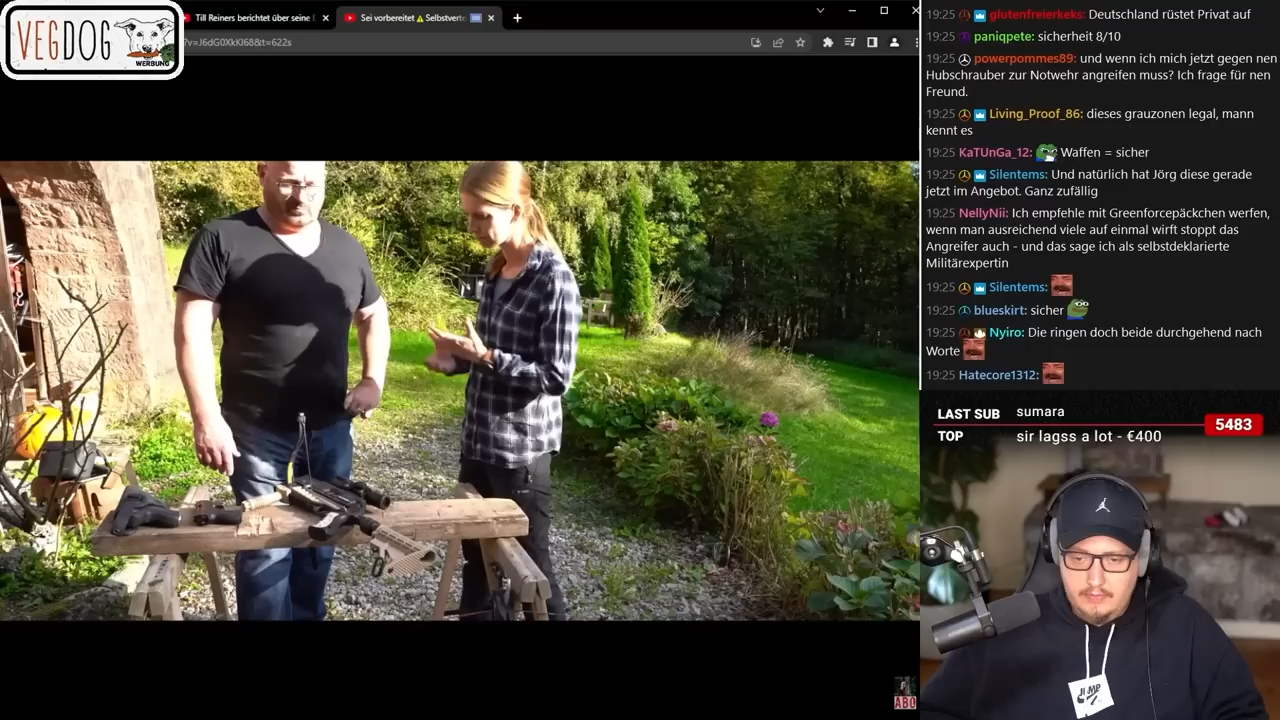 VEGDOG
WERBUNG
Till Reiners berichtet über seine E
Sei vorbereitet ⚠ Selbstverte
?v=J6dG0XkKI68&t=622s
19:25 glutenfreierkeks: Deutschland rüstet Privat auf
19:25 paniqpete: sicherheit 8/10
19:25 powerpommes89: und wenn ich mich jetzt gegen nen
Hubschrauber zur Notwehr angreifen muss? Ich frage für nen
Freund.
19:25 Living_Proof_86: dieses grauzonen legal, mann
kennt es
19:25 KaTUnGa_12: Waffen = sicher
19:25 Silentems: Und natürlich hat Jörg diese gerade
jetzt im Angebot. Ganz zufällig
19:25 NellyNii: Ich empfehle mit Greenforcepäckchen werfen,
wenn man ausreichend viele auf einmal wirft stoppt das
Angreifer auch - und das sage ich als selbstdeklarierte
Militärexpertin
19:25 Silentems:
19:25 blueskirt: sicher
19:25 Nyiro: Die ringen doch beide durchgehend nach
Worte
19:25 Hatecore1312:
LAST SUB sumara
5483
TOP sir lagss a lot - €400
ABO
JUMP